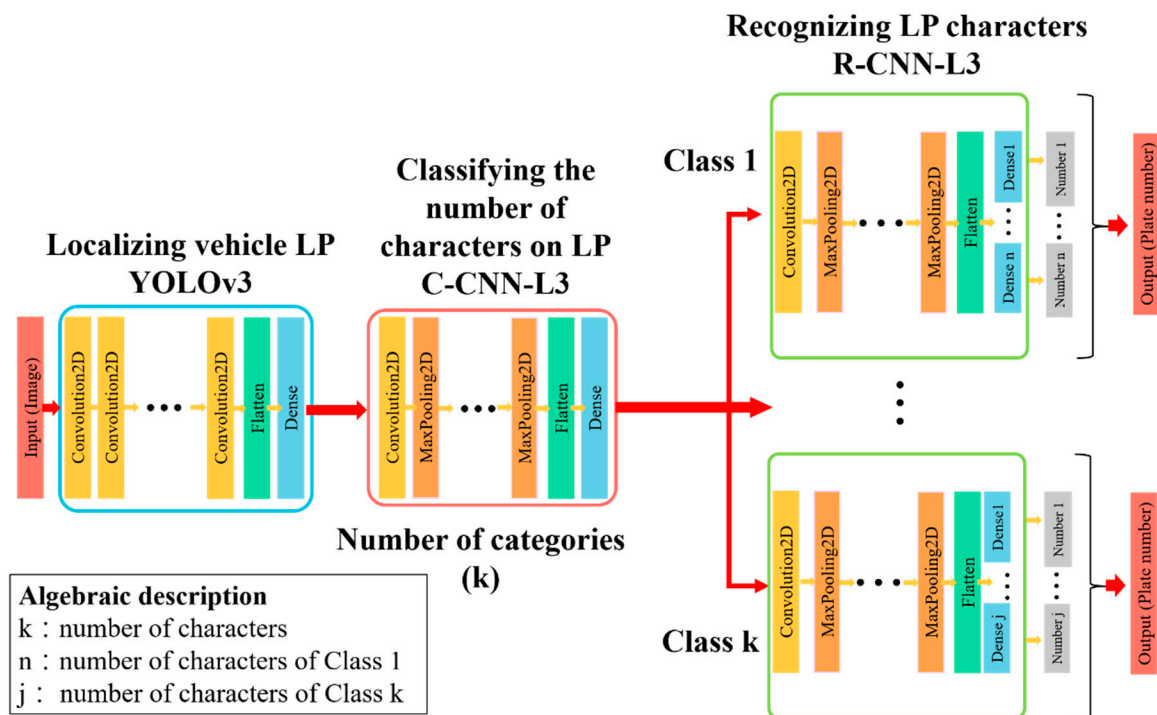 Localizing vehicle LP
YOLOv3
Input (Image)
Convolution2D
Convolution2D
Convolution2D
Flatten
Dense
Classifying the
number of
characters on LP
C-CNN-L3
Convolution2D
MaxPooling2D
MaxPooling2D
Flatten
Dense
Number of categories
(k)
Recognizing LP characters
R-CNN-L3
Class 1
Convolution2D
MaxPooling2D
MaxPooling2D
Flatten
Dense1
Dense n
Number 1
Number n
Output (Plate number)
Class k
Convolution2D
MaxPooling2D
MaxPooling2D
Flatten
Dense1
Dense j
Number 1
Number j
Output (Plate number)
Algebraic description
k : number of characters
n : number of characters of Class 1
j : number of characters of Class k